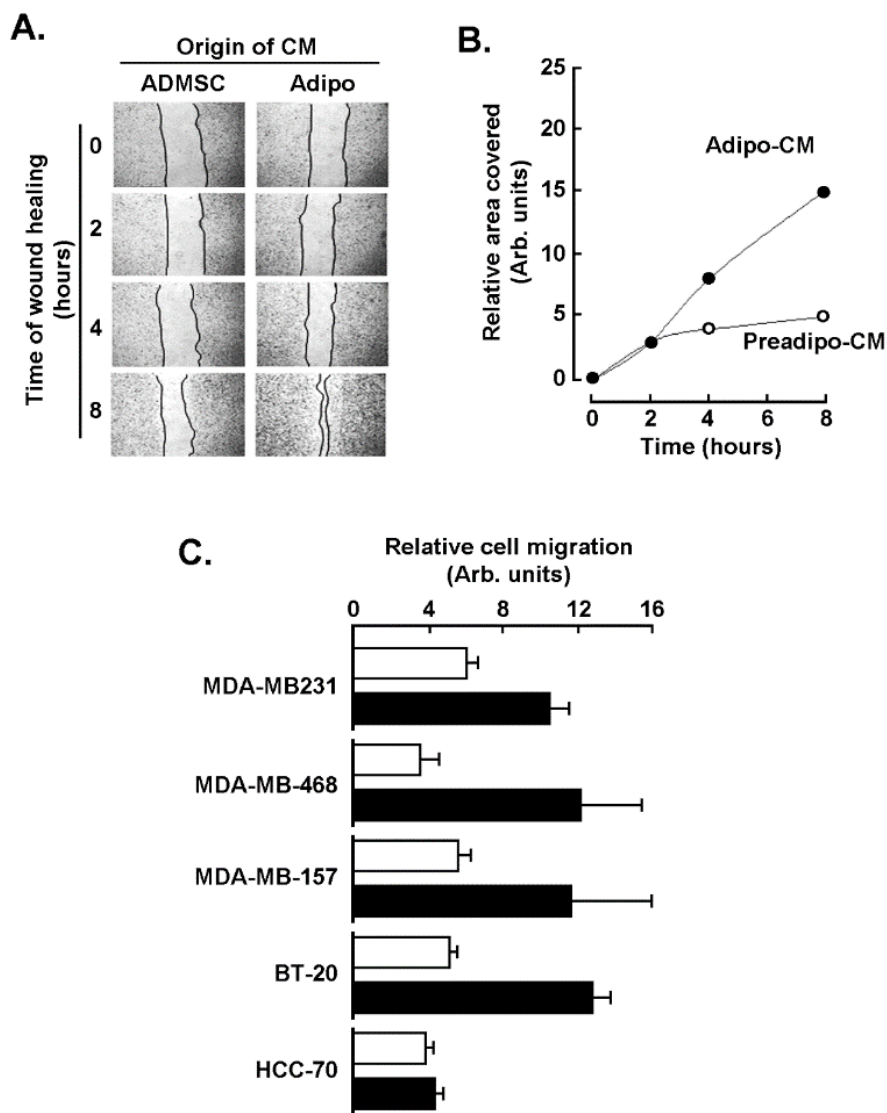 A.
Origin of CM
ADMSC Adipo
Time of wound healing
(hours)
0
2
4
8
B.
Relative area covered
(Arb. units)
25
20
15
10
5
0
Adipo-CM
Preadipo-CM
0 2 4 6 8
Time (hours)
C.
Relative cell migration
(Arb. units)
0 4 8 12 16
MDA-MB231
MDA-MB-468
MDA-MB-157
BT-20
HCC-70